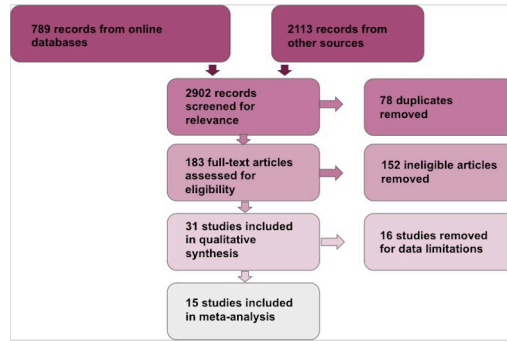 789 records from online
databases
2113 records from
other sources
2902 records
screened for
relevance
78 duplicates
removed
183 full-text articles
assessed for
eligibility
152 ineligible articles
removed
31 studies included
in qualitative
synthesis
16 studies removed
for data limitations
15 studies included
in meta-analysis